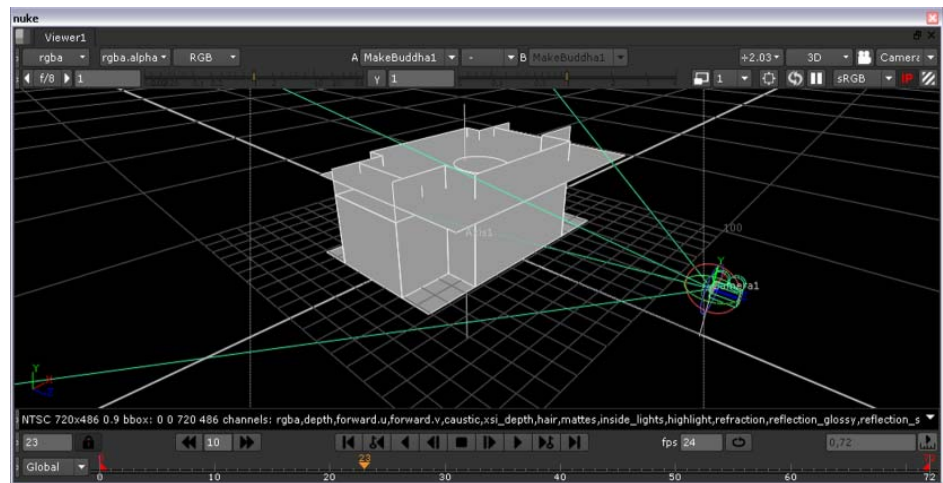 nuke
Viewer1
rgba rgba.alpha RGB A MakeBuddha1 - B MakeBuddha1 ÷2.03 3D Camera
f/8 1 Y 1 1 sRGB IP
Axis1
100
Y
Camera1
Y
NTSC 720x486 0.9 bbox: 0 0 720 486 channels: rgba,depth,forward.u,forward.v,caustic,xsi_depth,hair,mattes,inside_lights,highlight,refraction,reflection_glossy,reflection_s
23 10 fps 24 0,72
Global 0 10 20 23 30 40 50 60 72